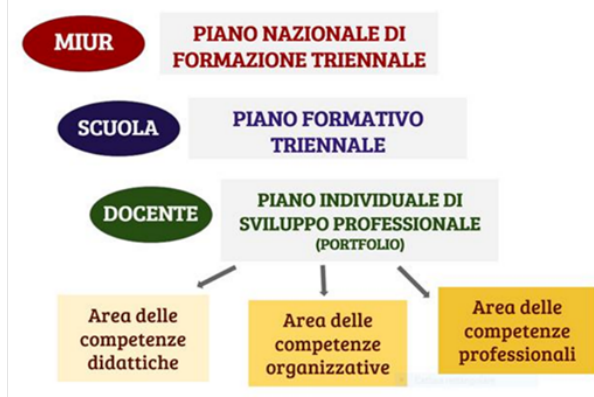 MIUR
PIANO NAZIONALE DI
FORMAZIONE TRIENNALE
SCUOLA
PIANO FORMATIVO
TRIENNALE
DOCENTE
PIANO INDIVIDUALE DI
SVILUPPO PROFESSIONALE
(PORTFOLIO)
Area delle
competenze
didattiche
Area delle
competenze
organizzative
Area delle
competenze
professionali